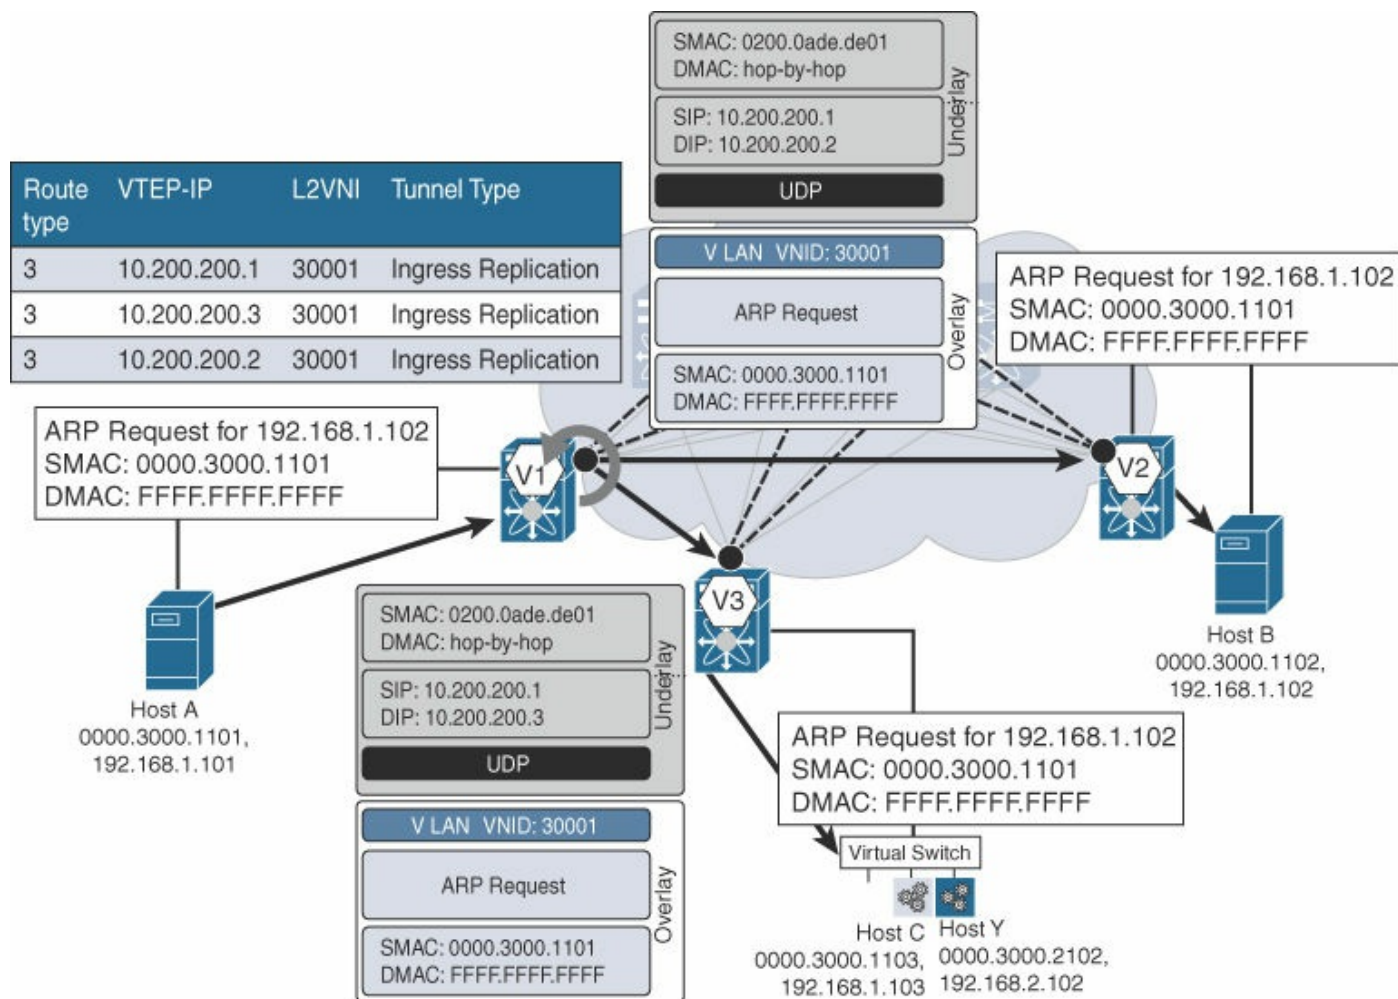 SMAC: 0200.0ade.de01
DMAC: hop-by-hop
SIP: 10.200.200.1
DIP: 10.200.200.2
UDP
Underlay
Route type VTEP-IP L2VNI Tunnel Type
3 10.200.200.1 30001 Ingress Replication
3 10.200.200.3 30001 Ingress Replication
3 10.200.200.2 30001 Ingress Replication
V LAN VNID: 30001
ARP Request
SMAC: 0000.3000.1101
DMAC: FFFF.FFFF.FFFF
Overlay
ARP Request for 192.168.1.102
SMAC: 0000.3000.1101
DMAC: FFFF.FFFF.FFFF
ARP Request for 192.168.1.102
SMAC: 0000.3000.1101
DMAC: FFFF.FFFF.FFFF
V1
V2
V3
Host A
0000.3000.1101,
192.168.1.101
Host B
0000.3000.1102,
192.168.1.102
SMAC: 0200.0ade.de01
DMAC: hop-by-hop
SIP: 10.200.200.1
DIP: 10.200.200.3
UDP
Underlay
V LAN VNID: 30001
ARP Request
SMAC: 0000.3000.1101
DMAC: FFFF.FFFF.FFFF
Overlay
ARP Request for 192.168.1.102
SMAC: 0000.3000.1101
DMAC: FFFF.FFFF.FFFF
Virtual Switch
Host C
0000.3000.1103,
192.168.1.103
Host Y
0000.3000.2102,
192.168.2.102